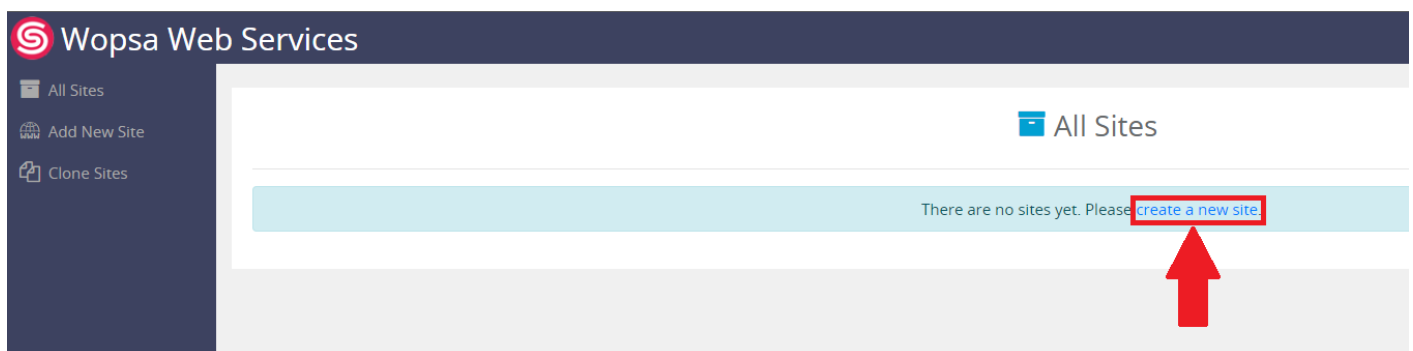 Wopsa Web Services
All Sites
Add New Site
Clone Sites
All Sites
There are no sites yet. Please create a new site.